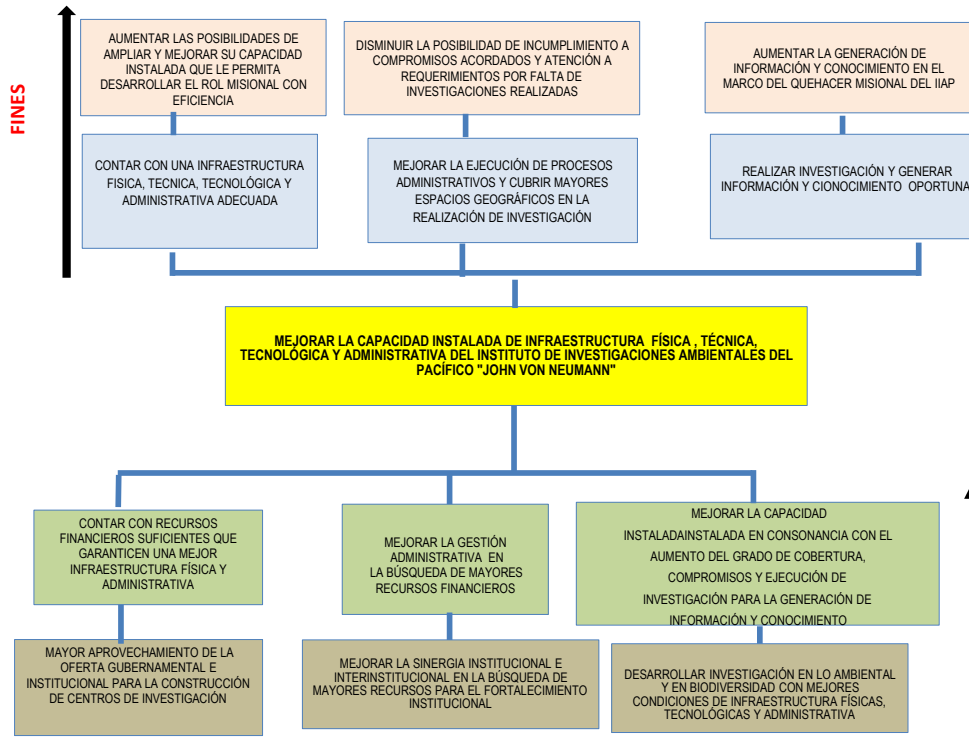 FINES
AUMENTAR LAS POSIBILIDADES DE
AMPLIAR Y MEJORAR SU CAPACIDAD
INSTALADA QUE LE PERMITA
DESARROLLAR EL ROL MISIONAL CON
EFICIENCIA
DISMINUIR LA POSIBILIDAD DE INCUMPLIMIENTO A
COMPROMISOS ACORDADOS Y ATENCIÓN A
REQUERIMIENTOS POR FALTA DE
INVESTIGACIONES REALIZADAS
AUMENTAR LA GENERACIÓN DE
INFORMACIÓN Y CONOCIMIENTO EN EL
MARCO DEL QUEHACER MISIONAL DEL IIAP
CONTAR CON UNA INFRAESTRUCTURA
FISICA, TECNICA, TECNOLÓGICA Y
ADMINISTRATIVA ADECUADA
MEJORAR LA EJECUCIÓN DE PROCESOS
ADMINISTRATIVOS Y CUBRIR MAYORES
ESPACIOS GEOGRÁFICOS EN LA
REALIZACIÓN DE INVESTIGACIÓN
REALIZAR INVESTIGACIÓN Y GENERAR
INFORMACIÓN Y CIONOCIMIENTO OPORTUNA
MEJORAR LA CAPACIDAD INSTALADA DE INFRAESTRUCTURA FÍSICA , TÉCNICA,
TECNOLÓGICA Y ADMINISTRATIVA DEL INSTITUTO DE INVESTIGACIONES AMBIENTALES DEL
PACÍFICO "JOHN VON NEUMANN"
CONTAR CON RECURSOS
FINANCIEROS SUFICIENTES QUE
GARANTICEN UNA MEJOR
INFRAESTRUCTURA FÍSICA Y
ADMINISTRATIVA
MEJORAR LA GESTIÓN
ADMINISTRATIVA EN
LA BÚSQUEDA DE MAYORES
RECURSOS FINANCIEROS
MEJORAR LA CAPACIDAD
INSTALADAINSTALADA EN CONSONANCIA CON EL
AUMENTO DEL GRADO DE COBERTURA,
COMPROMISOS Y EJECUCIÓN DE
INVESTIGACIÓN PARA LA GENERACIÓN DE
INFORMACIÓN Y CONOCIMIENTO
MAYOR APROVECHAMIENTO DE LA
OFERTA GUBERNAMENTAL E
INSTITUCIONAL PARA LA CONSTRUCCIÓN
DE CENTROS DE INVESTIGACIÓN
MEJORAR LA SINERGIA INSTITUCIONAL E
INTERINSTITUCIONAL EN LA BÚSQUEDA DE
MAYORES RECURSOS PARA EL FORTALECIMIENTO
INSTITUCIONAL
DESARROLLAR INVESTIGACIÓN EN LO AMBIENTAL
Y EN BIODIVERSIDAD CON MEJORES
CONDICIONES DE INFRAESTRUCTURA FÍSICAS,
TECNOLÓGICAS Y ADMINISTRATIVA